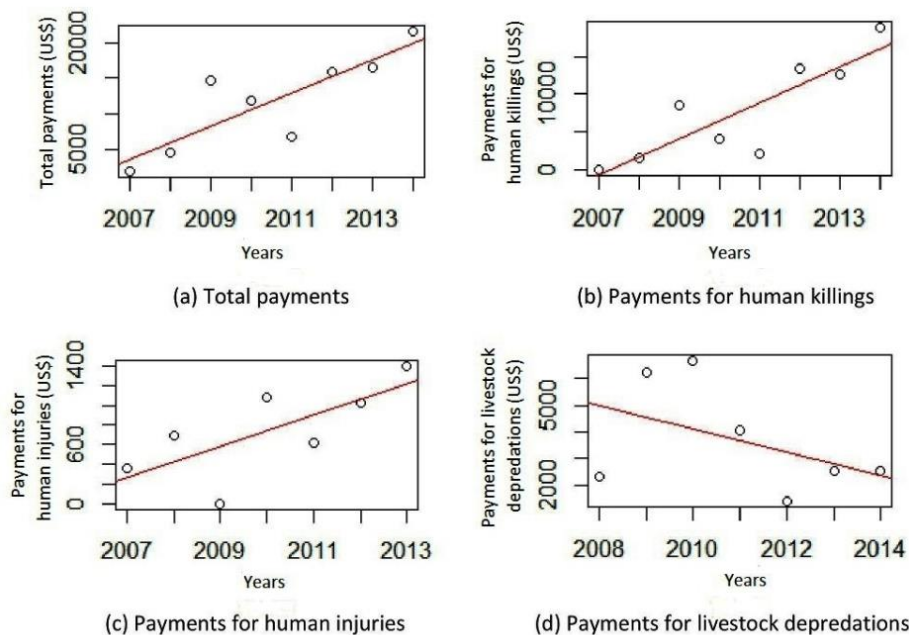 Total payments (US$)
5000
20000
2007 2009 2011 2013
Years
(a) Total payments
Payments for
human killings (US$)
0
10000
2007 2009 2011 2013
Years
(b) Payments for human killings
Payments for
human injuries (US$)
0
600
1400
2007 2009 2011 2013
Years
(c) Payments for human injuries
Payments for livestock
depredations (US$)
2000
5000
2008 2010 2012 2014
Years
(d) Payments for livestock depredations